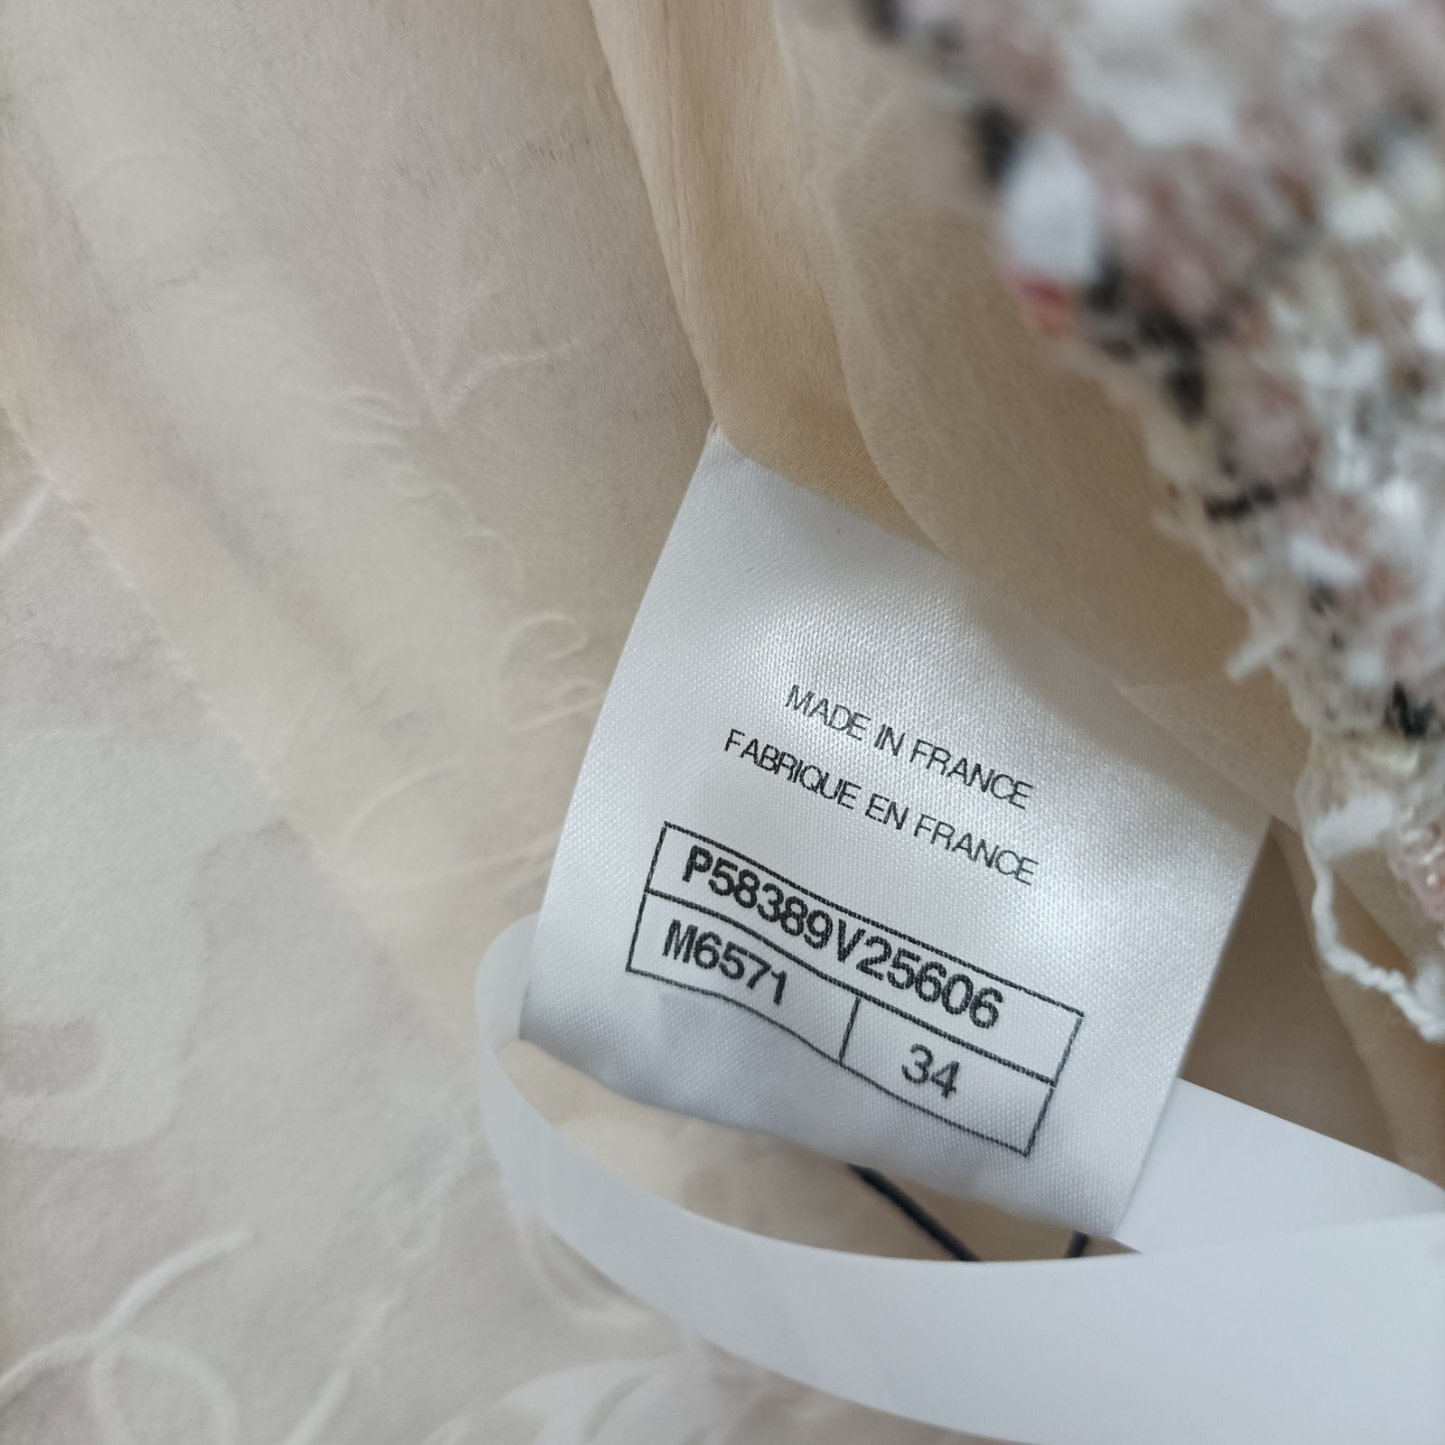 MADE IN FRANCE
FABRIQUE EN FRANCE
P58389V25606
M6571 34